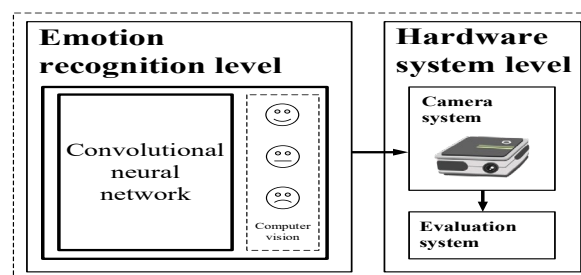 Emotion
recognition level
Convolutional
neural
network
Computer
vision
Hardware
system level
Camera
system
Evaluation
system